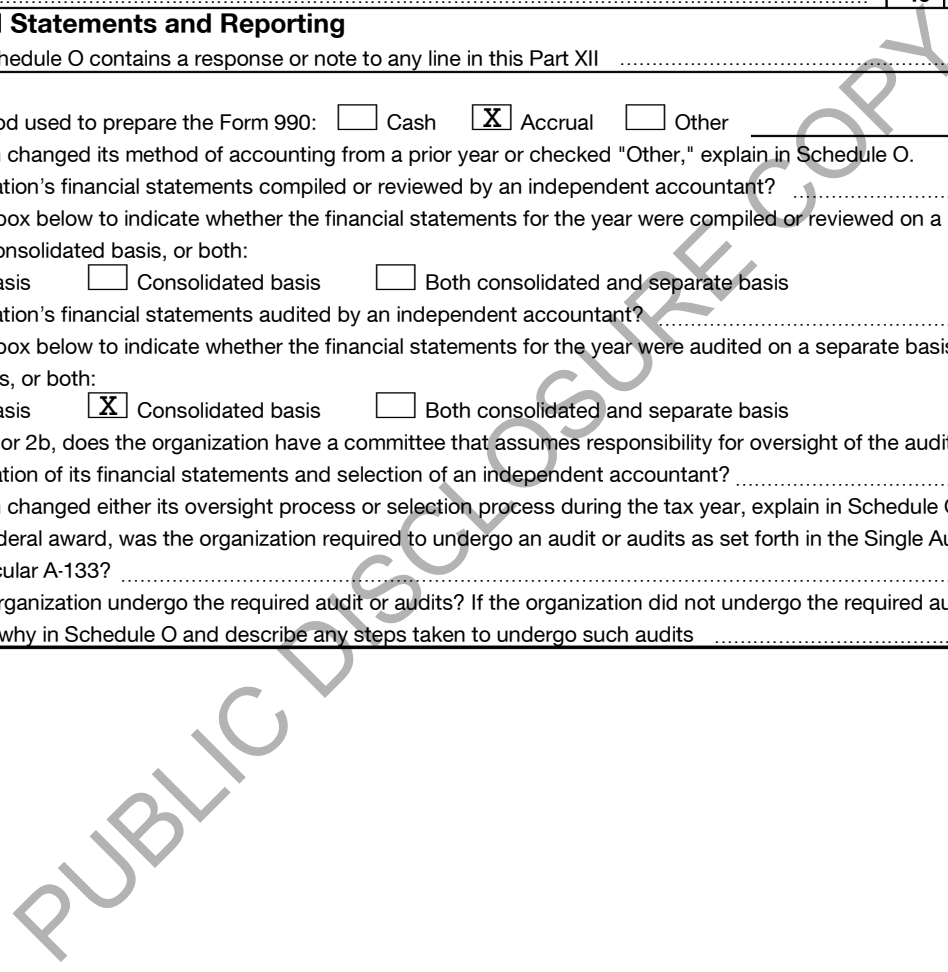 Statements and Reporting
hedule O contains a response or note to any line in this Part XII
od used to prepare the Form 990: Cash X Accrual Other
changed its method of accounting from a prior year or checked "Other," explain in Schedule O.
ation's financial statements compiled or reviewed by an independent accountant?
box below to indicate whether the financial statements for the year were compiled or reviewed on a
onsolidated basis, or both:
asis Consolidated basis Both consolidated and separate basis
ation's financial statements audited by an independent accountant?
box below to indicate whether the financial statements for the year were audited on a separate basis
s, or both:
asis X Consolidated basis Both consolidated and separate basis
or 2b, does the organization have a committee that assumes responsibility for oversight of the audit
ation of its financial statements and selection of an independent accountant?
changed either its oversight process or selection process during the tax year, explain in Schedule O
deral award, was the organization required to undergo an audit or audits as set forth in the Single Au
cular A-133?
rganization undergo the required audit or audits? If the organization did not undergo the required au
why in Schedule O and describe any steps taken to undergo such audits
PUBLIC DISCLOSURE COPY